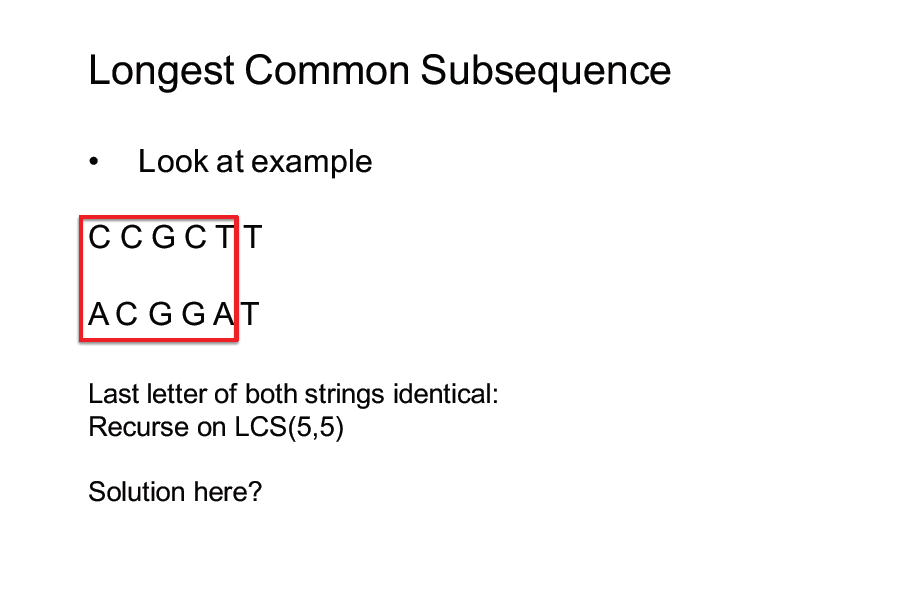 Longest Common Subsequence
• Look at example
C C G C T T
A C G G A T
Last letter of both strings identical:
Recurse on LCS(5,5)
Solution here?